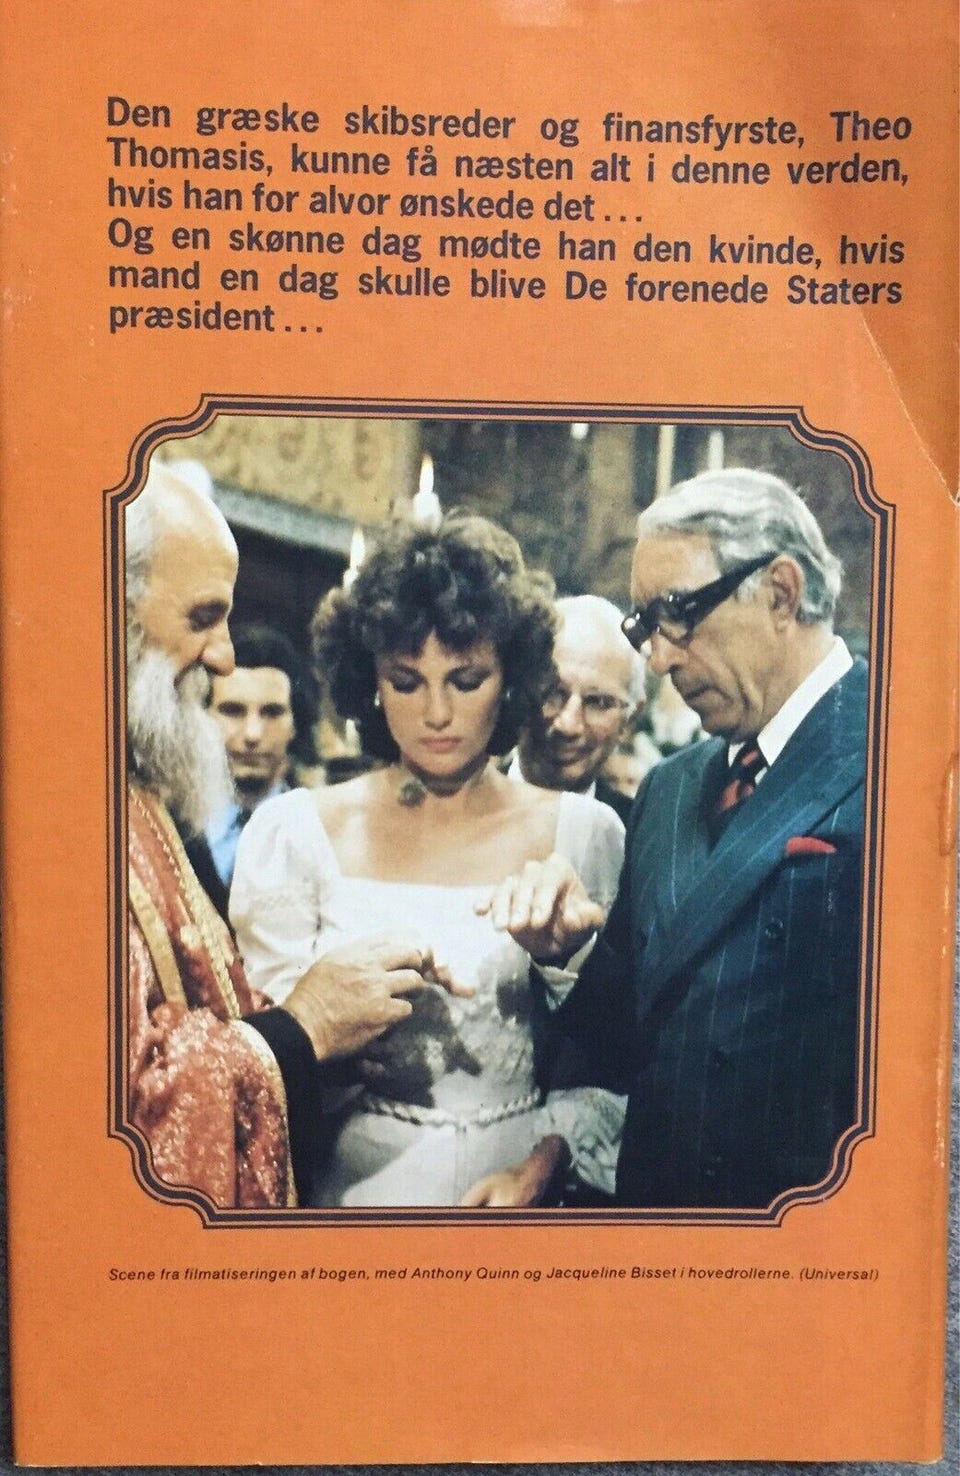 Den græske skibsreder og finansfyrste, Theo
Thomasis, kunne få næsten alt i denne verden,
hvis han for alvor ønskede det...
Og en skønne dag mødte han den kvinde, hvis
mand en dag skulle blive De forenede Staters
præsident...
Scene fra filmatiseringen af bogen, med Anthony Quinn og Jacqueline Bisset i hovedrollerne. (Universal)